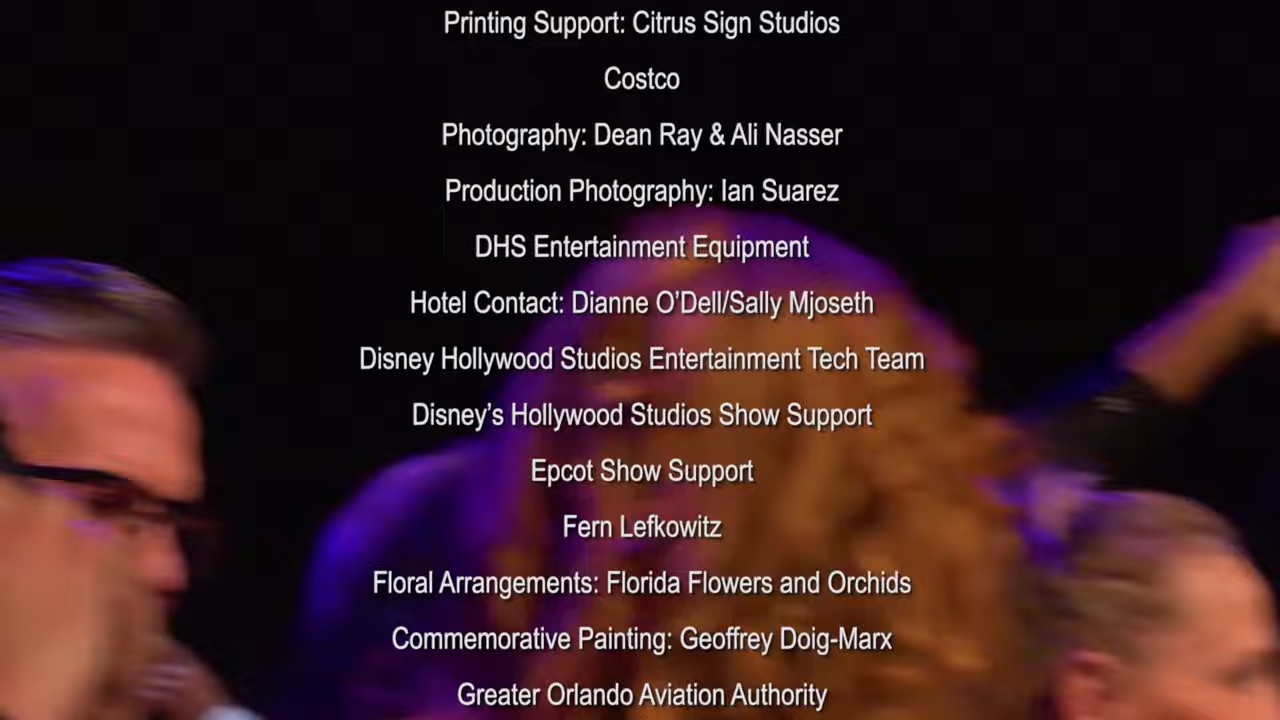 Printing Support: Citrus Sign Studios
Costco
Photography: Dean Ray & Ali Nasser
Production Photography: Ian Suarez
DHS Entertainment Equipment
Hotel Contact: Dianne O’Dell/Sally Mjoseth
Disney Hollywood Studios Entertainment Tech Team
Disney’s Hollywood Studios Show Support
Epcot Show Support
Fern Lefkowitz
Floral Arrangements: Florida Flowers and Orchids
Commemorative Painting: Geoffrey Doig-Marx
Greater Orlando Aviation Authority